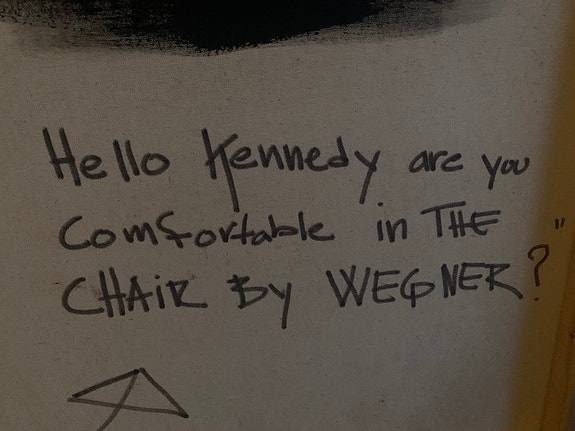 Hello Kennedy are you
Comfortable in THE "
CHAIR By WEGNER?